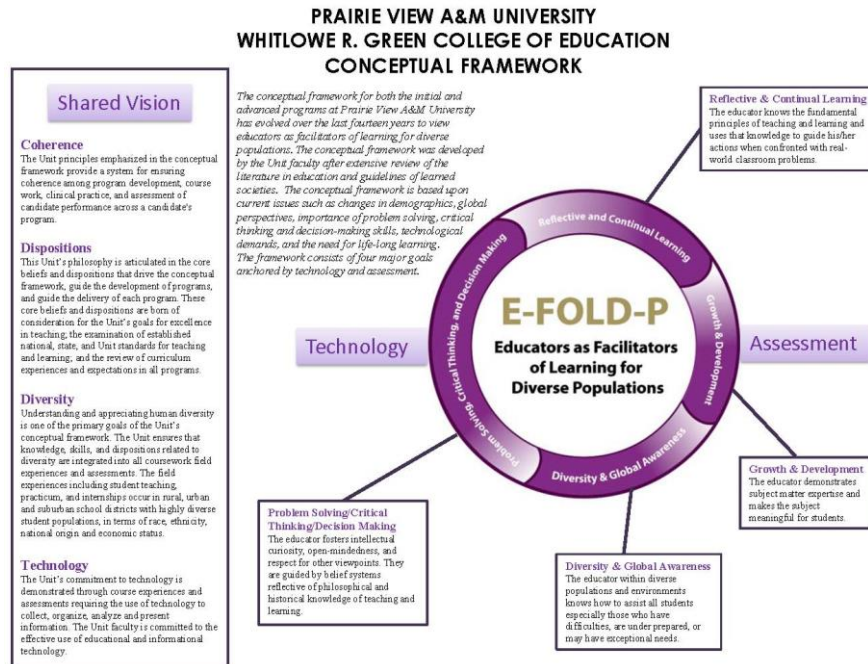 PRAIRIE VIEW A&M UNIVERSITY
WHITLOWE R. GREEN COLLEGE OF EDUCATION
CONCEPTUAL FRAMEWORK
Shared Vision
Coherence
The Unit principles emphasized in the conceptual
framework provide a system for ensuring
coherence among program development, course
work, clinical practice, and assessment of
candidate performance across a candidate's
program.
Dispositions
This Unit's philosophy is articulated in the core
beliefs and dispositions that drive the conceptual
framework, guide the development of programs,
and guide the delivery of each program. These
core beliefs and dispositions are born of
consideration for the Unit's goals for excellence
in teaching; the examination of established
national, state, and Unit standards for teaching
and learning; and the review of curriculum
experiences and expectations in all programs.
Diversity
Understanding and appreciating human diversity
is one of the primary goals of the Unit's
conceptual framework. The Unit ensures that
knowledge, skills, and dispositions related to
diversity are integrated into all coursework field
experiences and assessments. The field
experiences including student teaching,
practicum, and internships occur in rural, urban
and suburban school districts with highly diverse
student populations, in terms of race, ethnicity,
national origin and economic status.
Technology
The Unit's commitment to technology is
demonstrated through course experiences and
assessments requiring the use of technology to
collect, organize, analyze and present
information. The Unit faculty is committed to the
effective use of educational and informational
technology.
The conceptual framework for both the initial and
advanced programs at Prairie View A&M University
has evolved over the last fourteen years to view
educators as facilitators of learning for diverse
populations. The conceptual framework was developed
by the Unit faculty after extensive review of the
literature in education and guidelines of learned
societies. The conceptual framework is based upon
current issues such as changes in demographics, global
perspectives, importance of problem solving, critical
thinking and decision-making skills, technological
demands, and the need for life-long learning.
The framework consists of four major goals
anchored by technology and assessment.
Reflective & Continual Learning
The educator knows the fundamental
principles of teaching and learning and
uses that knowledge to guide his/her
actions when confronted with real-
world classroom problems.
Technology
Reflective and Continual Learning
Growth & Development
Diversity & Global Awareness
Problem Solving, Critical Thinking, and Decision Making
E-FOLD-P
Educators as Facilitators
of Learning for
Diverse Populations
Assessment
Growth & Development
The educator demonstrates
subject matter expertise and
makes the subject
meaningful for students.
Problem Solving/Critical
Thinking/Decision Making
The educator fosters intellectual
curiosity, open-mindedness, and
respect for other viewpoints. They
are guided by belief systems
reflective of philosophical and
historical knowledge of teaching and
learning.
Diversity & Global Awareness
The educator within diverse
populations and environments
knows how to assist all students
especially those who have
difficulties, are under prepared, or
may have exceptional needs.